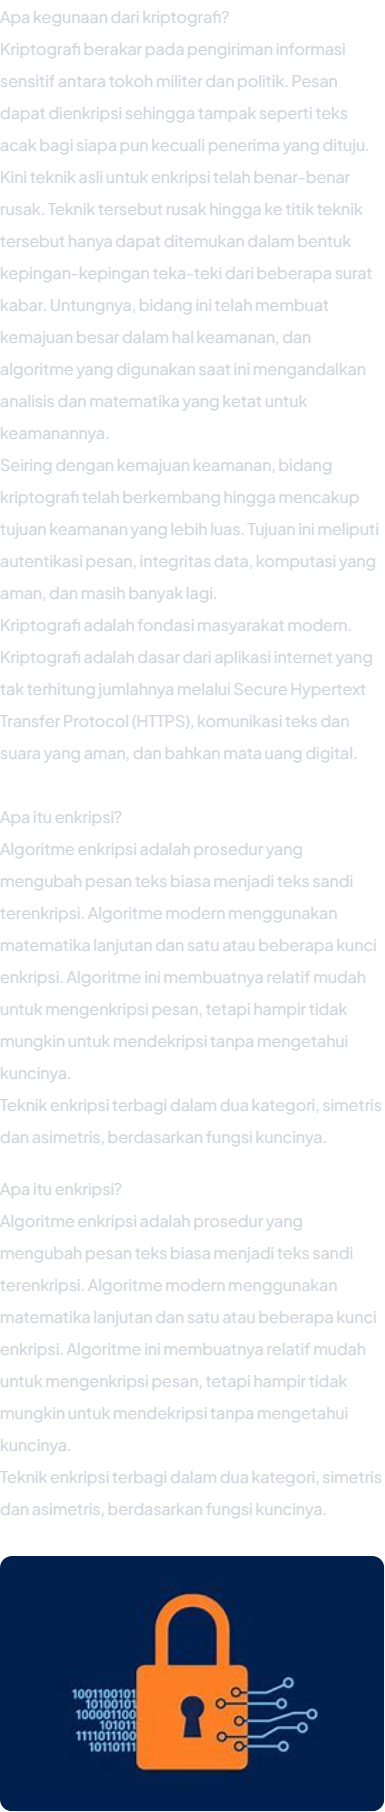 Apa kegunaan dari kriptografi?
Kriptografi berakar pada pengiriman informasi
sensitif antara tokoh militer dan politik. Pesan
dapat dienkripsi sehingga tampak seperti teks
acak bagi siapa pun kecuali penerima yang dituju.
Kini teknik asli untuk enkripsi telah benar-benar
rusak. Teknik tersebut rusak hingga ke titik teknik
tersebut hanya dapat ditemukan dalam bentuk
kepingan-kepingan teka-teki dari beberapa surat
kabar. Untungnya, bidang ini telah membuat
kemajuan besar dalam hal keamanan, dan
algoritme yang digunakan saat ini mengandalkan
analisis dan matematika yang ketat untuk
keamanannya.
Seiring dengan kemajuan keamanan, bidang
kriptografi telah berkembang hingga mencakup
tujuan keamanan yang lebih luas. Tujuan ini meliputi
autentikasi pesan, integritas data, komputasi yang
aman, dan masih banyak lagi.
Kriptografi adalah fondasi masyarakat modern.
Kriptografi adalah dasar dari aplikasi internet yang
tak terhitung jumlahnya melalui Secure Hypertext
Transfer Protocol (HTTPS), komunikasi teks dan
suara yang aman, dan bahkan mata uang digital.
Apa itu enkripsi?
Algoritme enkripsi adalah prosedur yang
mengubah pesan teks biasa menjadi teks sandi
terenkripsi. Algoritme modern menggunakan
matematika lanjutan dan satu atau beberapa kunci
enkripsi. Algoritme ini membuatnya relatif mudah
untuk mengenkripsi pesan, tetapi hampir tidak
mungkin untuk mendekripsi tanpa mengetahui
kuncinya.
Teknik enkripsi terbagi dalam dua kategori, simetris
dan asimetris, berdasarkan fungsi kuncinya.
Apa itu enkripsi?
Algoritme enkripsi adalah prosedur yang
mengubah pesan teks biasa menjadi teks sandi
terenkripsi. Algoritme modern menggunakan
matematika lanjutan dan satu atau beberapa kunci
enkripsi. Algoritme ini membuatnya relatif mudah
untuk mengenkripsi pesan, tetapi hampir tidak
mungkin untuk mendekripsi tanpa mengetahui
kuncinya.
Teknik enkripsi terbagi dalam dua kategori, simetris
dan asimetris, berdasarkan fungsi kuncinya.
1001100101
10100101
100001100
101011
1111011100
10110111